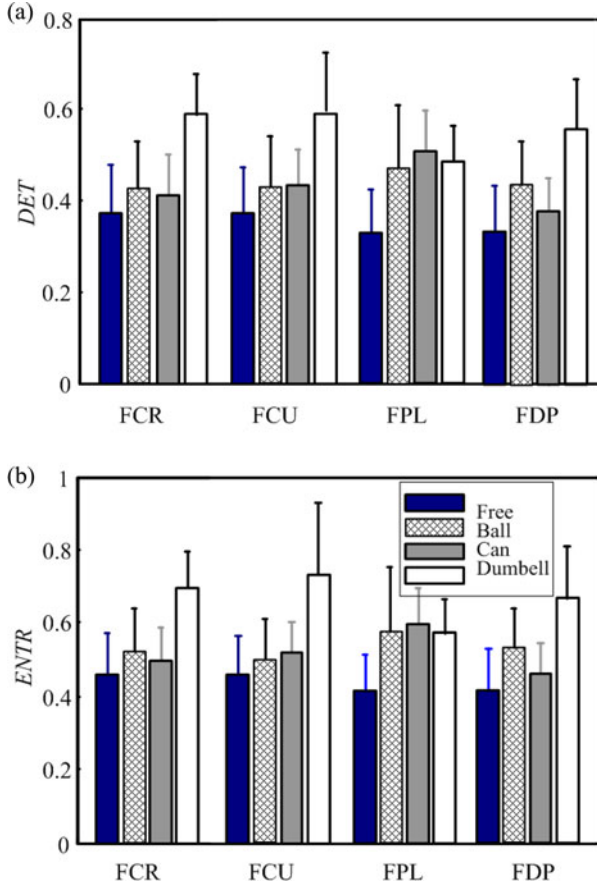 (a)
0.8
0.6
DET
0.4
0.2
0
FCR FCU FPL FDP
(b)
1
Free
Ball
Can
Dumbell
0.8
0.6
ENTR
0.4
0.2
0
FCR FCU FPL FDP